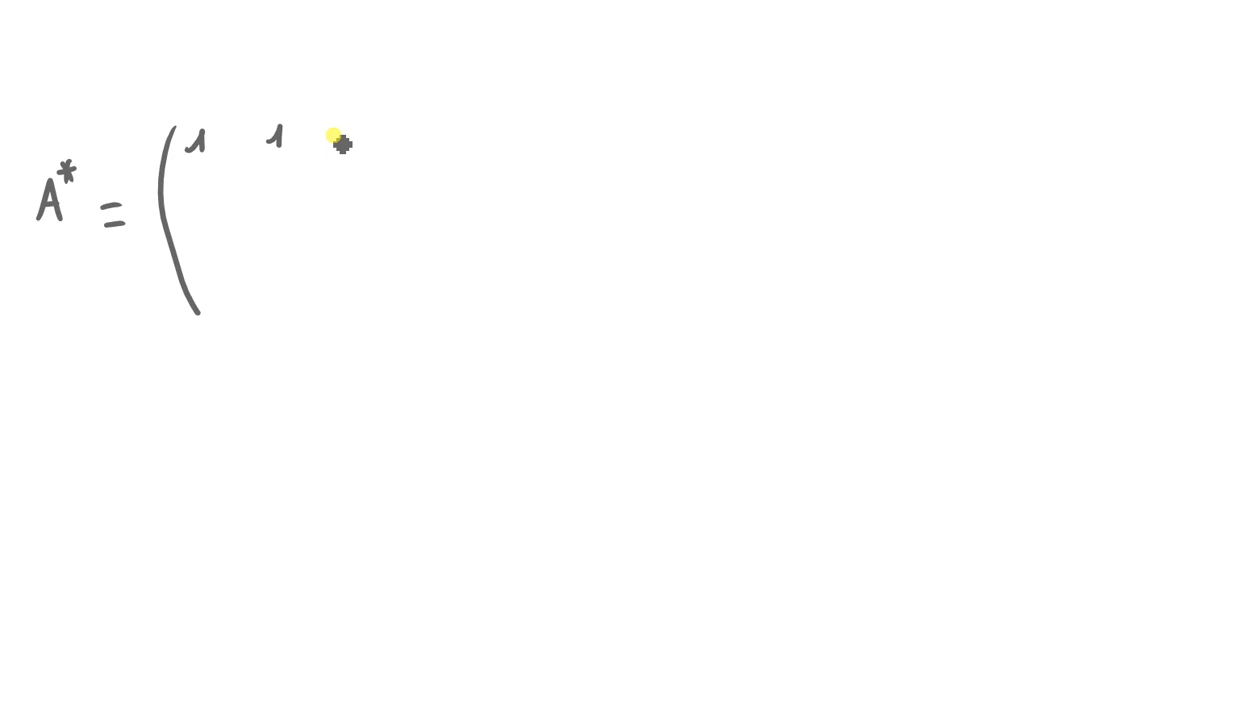 A* = ( 1 1